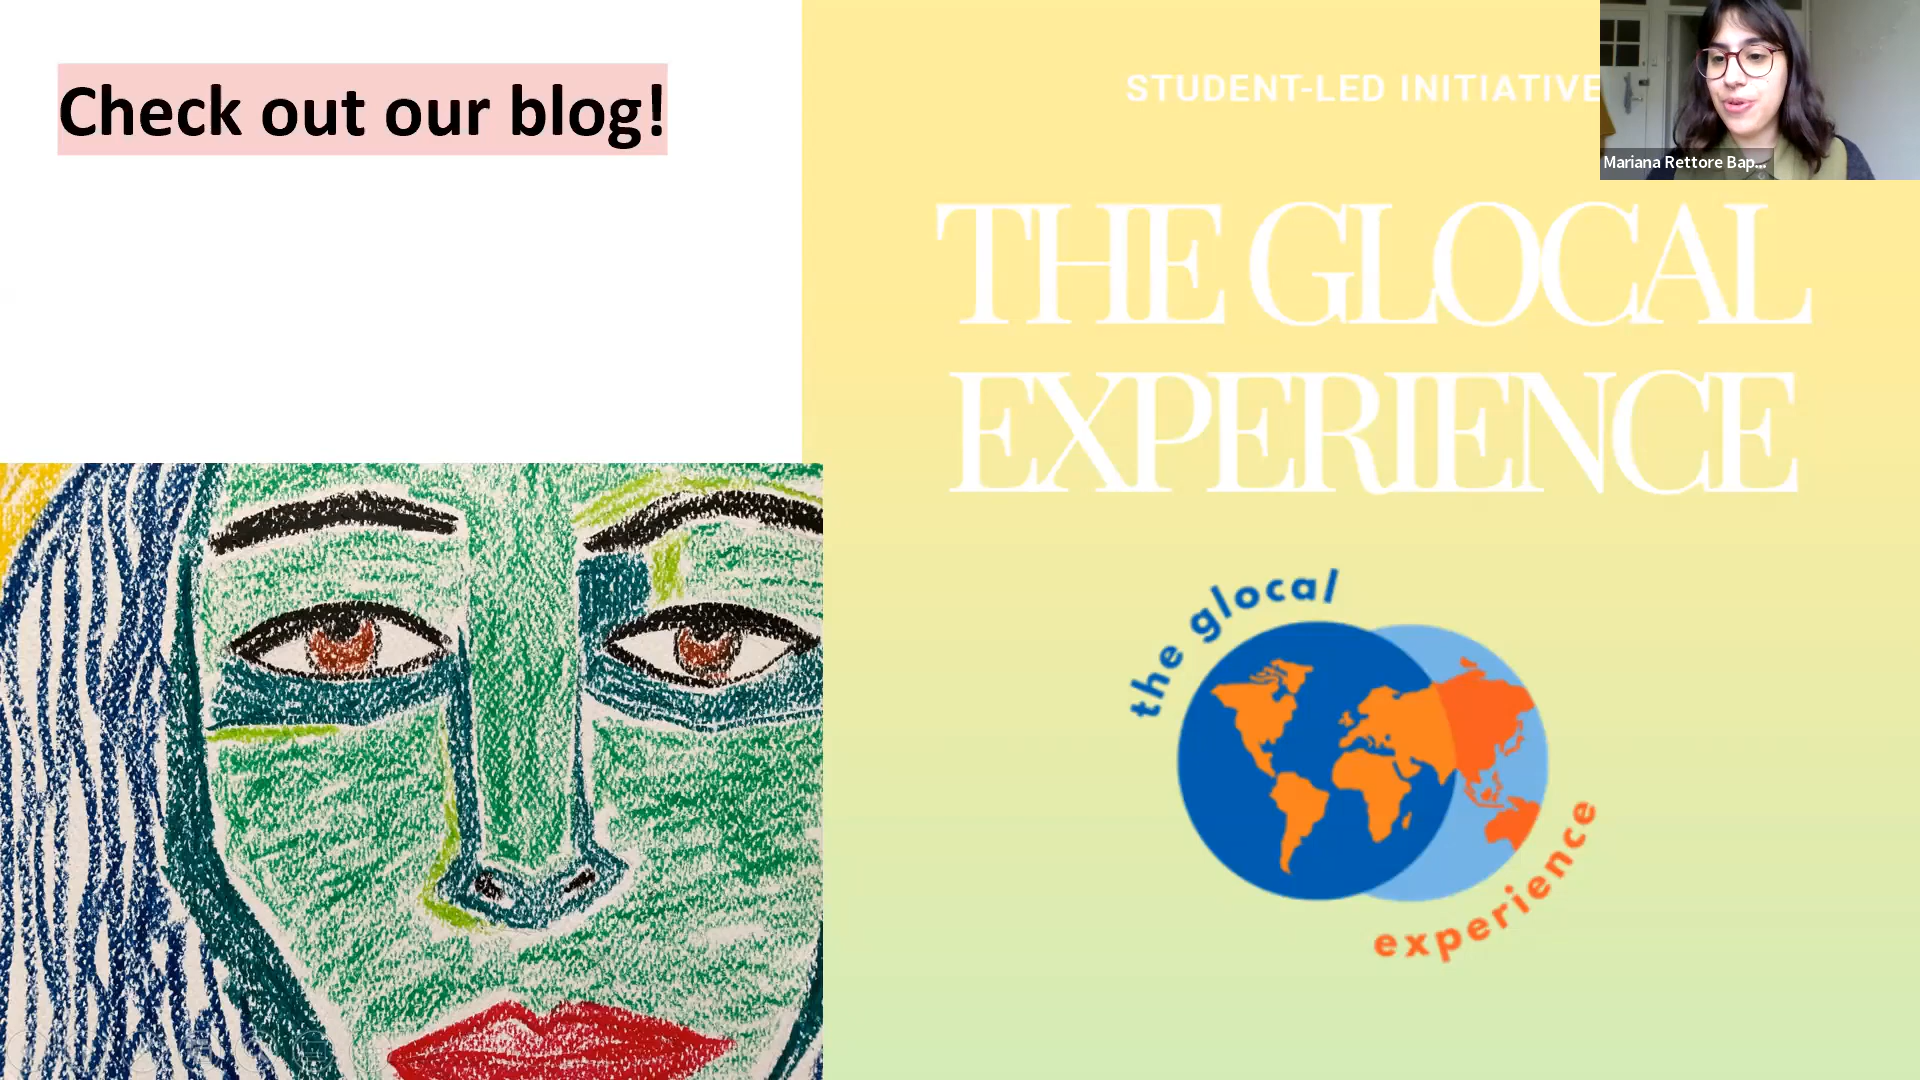 Check out our blog!
STUDENT-LED INITIATIVE
Mariana Rettore Bap...
THE GLOCAL
EXPERIENCE
the glocal
experience